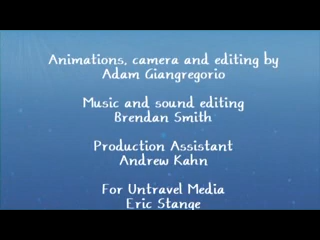 Animations, camera and editing by
Adam Giangregorio
Music and sound editing
Brendan Smith
Production Assistant
Andrew Kahn
For Untravel Media
Eric Stange